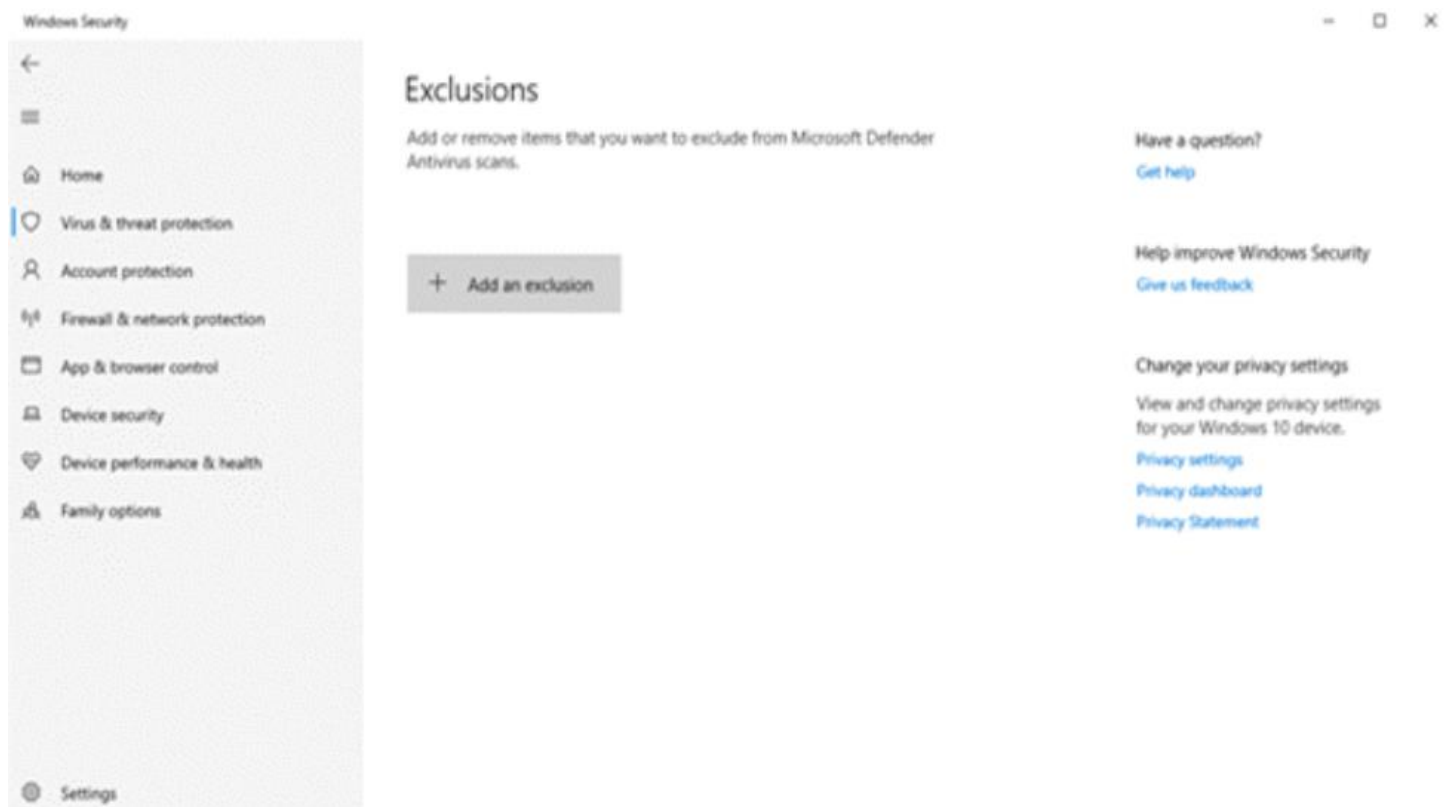 Windows Security
Home
Virus & threat protection
Account protection
Firewall & network protection
App & browser control
Device security
Device performance & health
Family options
Settings
Exclusions
Add or remove items that you want to exclude from Microsoft Defender
Antivirus scans.
Add an exclusion
Have a question?
Get help
Help improve Windows Security
Give us feedback
Change your privacy settings
View and change privacy settings
for your Windows 10 device.
Privacy settings
Privacy dashboard
Privacy Statement